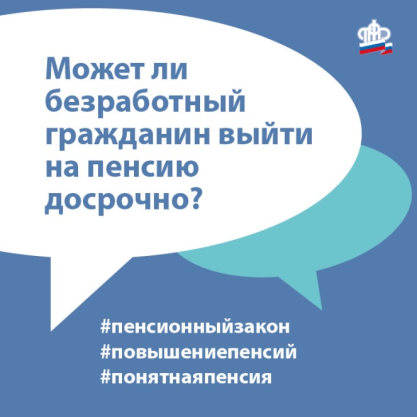 Может ли
безработный
гражданин выйти
на пенсию
досрочно?
#пенсионныйзакон
#повышениепенсий
#понятнаяпенсия